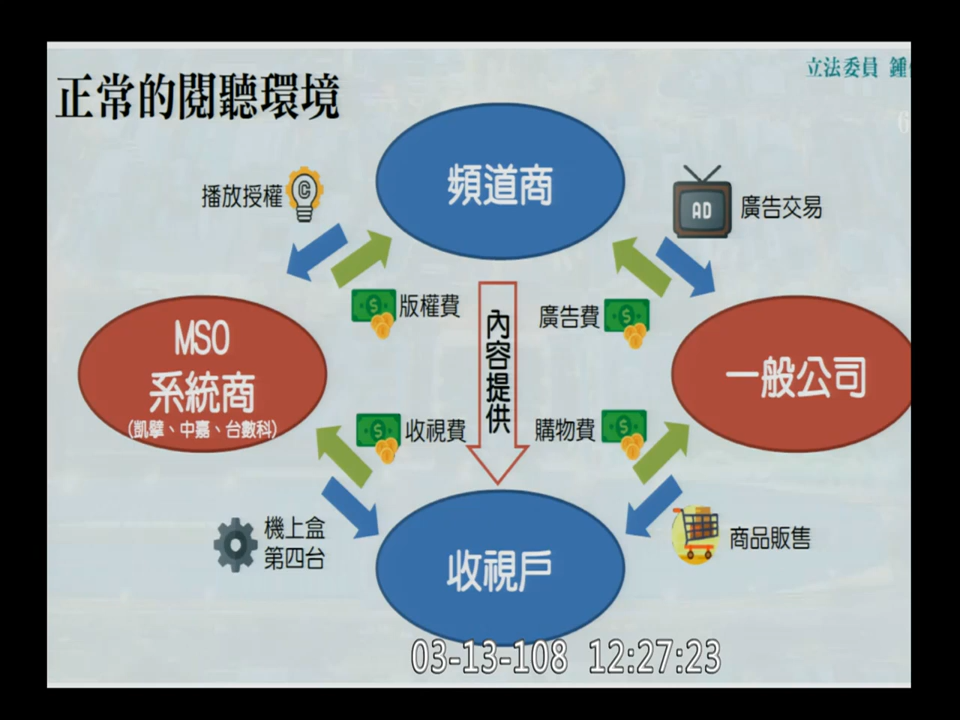 立法委員 鍾
正常的閱聽環境
頻道商
播放授權
AD
廣告交易
版權費
廣告費
內容提供
MSO
系統商
(凱擘、中嘉、台數科)
一般公司
收視費
購物費
機上盒
第四台
商品販售
收視戶
03-13-108 12:27:23